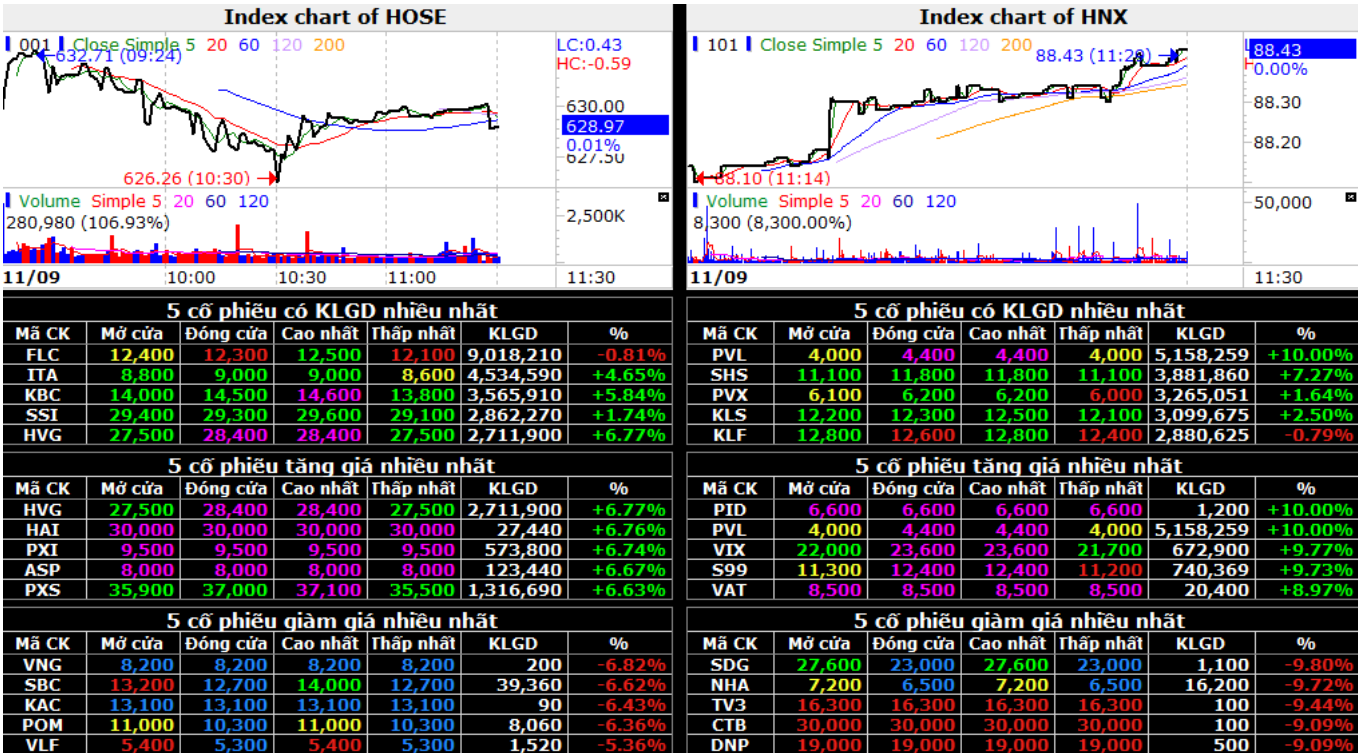 Index chart of HOSE
001 Close Simple 5 20 60 120 200
632.71 (09:24)
LC:0.43
HC:-0.59
630.00
628.97
0.01%
627.50
626.26 (10:30)
Volume Simple 5 20 60 120
280,980 (106.93%)
2,500K
11/09 10:00 10:30 11:00 11:30
5 cổ phiếu có KLGD nhiều nhất
Mã CK Mở cửa Đóng cửa Cao nhất Thấp nhất KLGD %
FLC 12,400 12,300 12,500 12,100 9,018,210 -0.81%
ITA 8,800 9,000 9,000 8,600 4,534,590 +4.65%
KBC 14,000 14,500 14,600 13,800 3,565,910 +5.84%
SSI 29,400 29,300 29,600 29,100 2,862,270 +1.74%
HVG 27,500 28,400 28,400 27,500 2,711,900 +6.77%
5 cổ phiếu tăng giá nhiều nhất
Mã CK Mở cửa Đóng cửa Cao nhất Thấp nhất KLGD %
HVG 27,500 28,400 28,400 27,500 2,711,900 +6.77%
HAI 30,000 30,000 30,000 30,000 27,440 +6.76%
PXI 9,500 9,500 9,500 9,500 573,800 +6.74%
ASP 8,000 8,000 8,000 8,000 123,440 +6.67%
PXS 35,900 37,000 37,100 35,500 1,316,690 +6.63%
5 cổ phiếu giảm giá nhiều nhất
Mã CK Mở cửa Đóng cửa Cao nhất Thấp nhất KLGD %
VNG 8,200 8,200 8,200 8,200 200 -6.82%
SBC 13,200 12,700 14,000 12,700 39,360 -6.62%
KAC 13,100 13,100 13,100 13,100 90 -6.43%
POM 11,000 10,300 11,000 10,300 8,060 -6.36%
VLF 5,400 5,300 5,400 5,300 1,520 -5.36%
Index chart of HNX
101 Close Simple 5 20 60 120 200
88.43 (11:29)
88.43
0.00%
88.30
88.20
88.10 (11:14)
Volume Simple 5 20 60 120
8,300 (8,300.00%)
50,000
11/09 11:30
5 cổ phiếu có KLGD nhiều nhất
Mã CK Mở cửa Đóng cửa Cao nhất Thấp nhất KLGD %
PVL 4,000 4,400 4,400 4,000 5,158,259 +10.00%
SHS 11,100 11,800 11,800 11,100 3,881,860 +7.27%
PVX 6,100 6,200 6,200 6,000 3,265,051 +1.64%
KLS 12,200 12,300 12,500 12,100 3,099,675 +2.50%
KLF 12,800 12,600 12,800 12,400 2,880,625 -0.79%
5 cổ phiếu tăng giá nhiều nhất
Mã CK Mở cửa Đóng cửa Cao nhất Thấp nhất KLGD %
PID 6,600 6,600 6,600 6,600 1,200 +10.00%
PVL 4,000 4,400 4,400 4,000 5,158,259 +10.00%
VIX 22,000 23,600 23,600 21,700 672,900 +9.77%
S99 11,300 12,400 12,400 11,200 740,369 +9.73%
VAT 8,500 8,500 8,500 8,500 20,400 +8.97%
5 cổ phiếu giảm giá nhiều nhất
Mã CK Mở cửa Đóng cửa Cao nhất Thấp nhất KLGD %
SDG 27,600 23,000 27,600 23,000 1,100 -9.80%
NHA 7,200 6,500 7,200 6,500 16,200 -9.72%
TV3 16,300 16,300 16,300 16,300 100 -9.44%
CTB 30,000 30,000 30,000 30,000 100 -9.09%
DNP 19,000 19,000 19,000 19,000 500 -9.09%